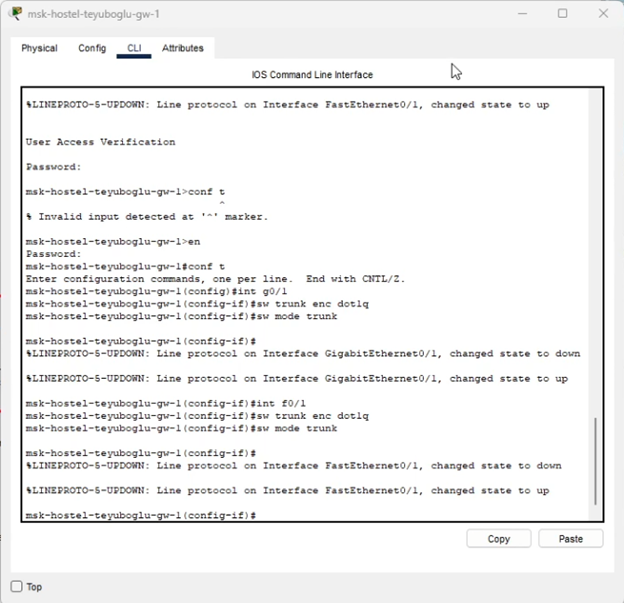 msk-hostel-teyuboglu-gw-1
Physical Config CLI Attributes
IOS Command Line Interface
%LINEPROTO-5-UPDOWN: Line protocol on Interface FastEthernet0/1, changed state to up
User Access Verification
Password:
msk-hostel-teyuboglu-gw-1>conf t
^
% Invalid input detected at '^' marker.
msk-hostel-teyuboglu-gw-1>en
Password:
msk-hostel-teyuboglu-gw-1#conf t
Enter configuration commands, one per line. End with CNTL/Z.
msk-hostel-teyuboglu-gw-1(config)#int g0/1
msk-hostel-teyuboglu-gw-1(config-if)#sw trunk enc dot1q
msk-hostel-teyuboglu-gw-1(config-if)#sw mode trunk
msk-hostel-teyuboglu-gw-1(config-if)#
%LINEPROTO-5-UPDOWN: Line protocol on Interface GigabitEthernet0/1, changed state to down
%LINEPROTO-5-UPDOWN: Line protocol on Interface GigabitEthernet0/1, changed state to up
msk-hostel-teyuboglu-gw-1(config-if)#int f0/1
msk-hostel-teyuboglu-gw-1(config-if)#sw trunk enc dot1q
msk-hostel-teyuboglu-gw-1(config-if)#sw mode trunk
msk-hostel-teyuboglu-gw-1(config-if)#
%LINEPROTO-5-UPDOWN: Line protocol on Interface FastEthernet0/1, changed state to down
%LINEPROTO-5-UPDOWN: Line protocol on Interface FastEthernet0/1, changed state to up
msk-hostel-teyuboglu-gw-1(config-if)#
Copy Paste
Top